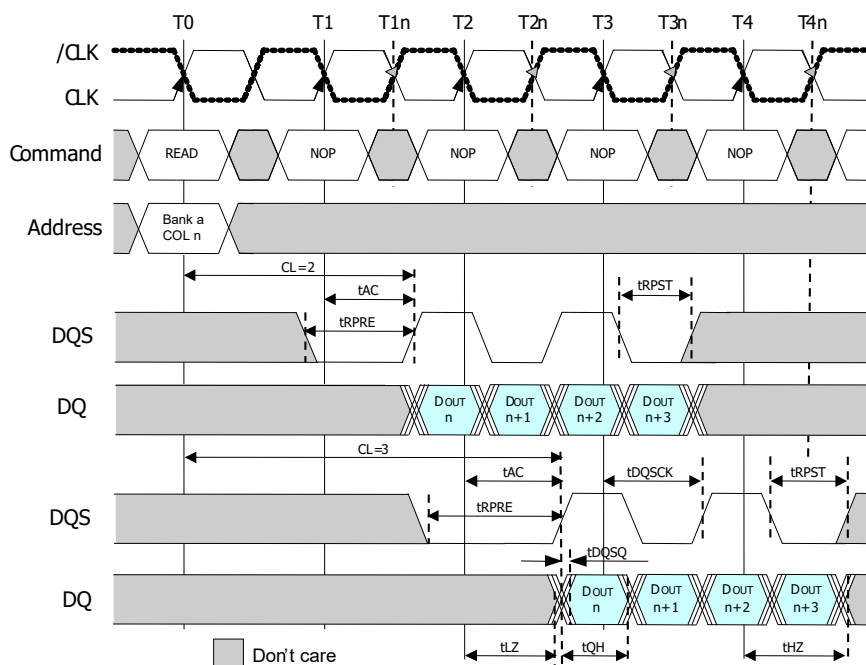 T0 T1 T1n T2 T2n T3 T3n T4 T4n
/CLK
CLK
Command READ NOP NOP NOP NOP
Address Bank a
COL n
CL=2
tAC
tRPST
tRPRE
DQS
DQ DOUT n DOUT n+1 DOUT n+2 DOUT n+3
CL=3
tAC tDQSCK tRPST
tRPRE
DQS
tDQSQ
DQ DOUT n DOUT n+1 DOUT n+2 DOUT n+3
tLZ tQH tHZ
Don't care